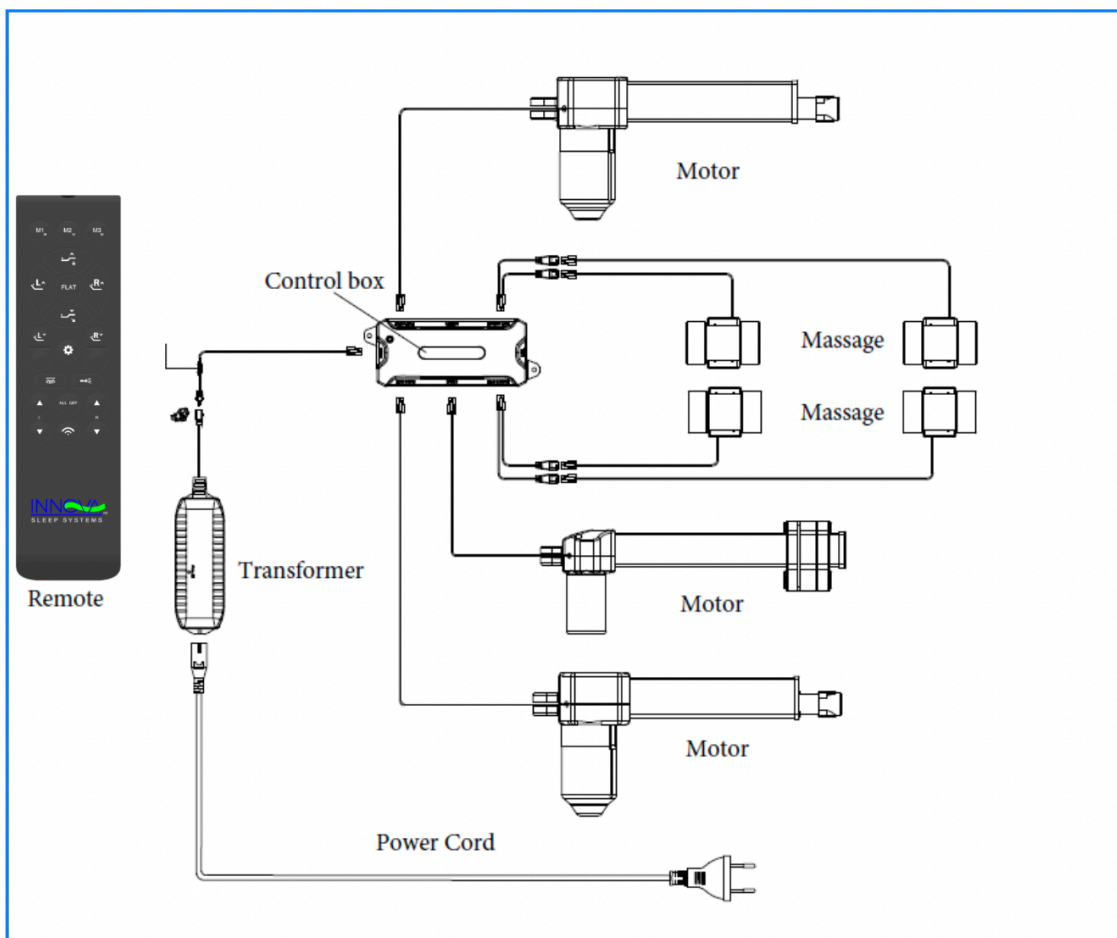 Motor
M1 M2 M3
Control box
L FLAT R
Massage
L R
Massage
ALL OFF
INNOVA
SLEEP SYSTEMS
Transformer
Remote
Motor
Motor
Power Cord